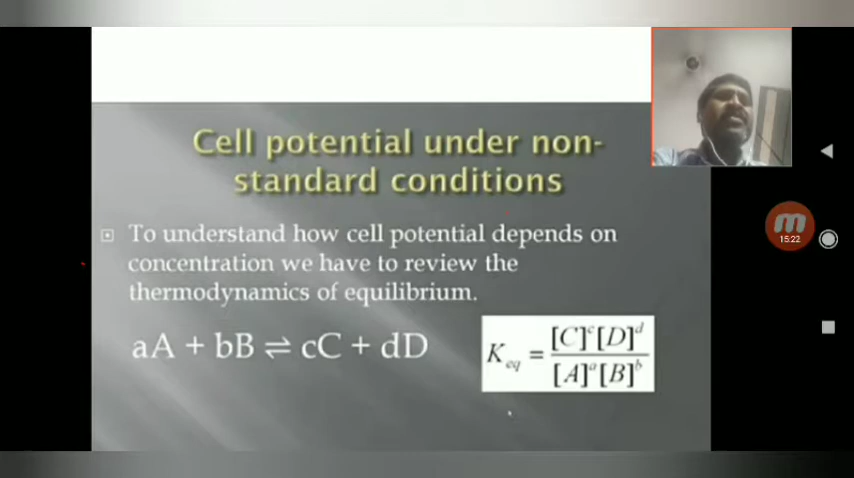 Cell potential under non-
standard conditions
To understand how cell potential depends on
concentration we have to review the
thermodynamics of equilibrium.
aA + bB ⇌ cC + dD
K_eq = [C]^c[D]^d / [A]^a[B]^b
m
15:22